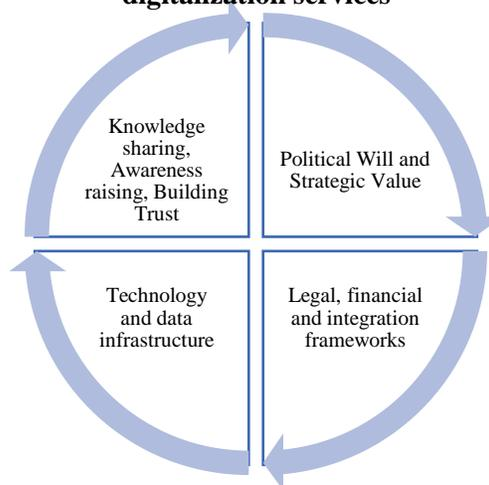 digitalization services
Knowledge
sharing,
Awareness
raising, Building
Trust
Political Will and
Strategic Value
Technology
and data
infrastructure
Legal, financial
and integration
frameworks